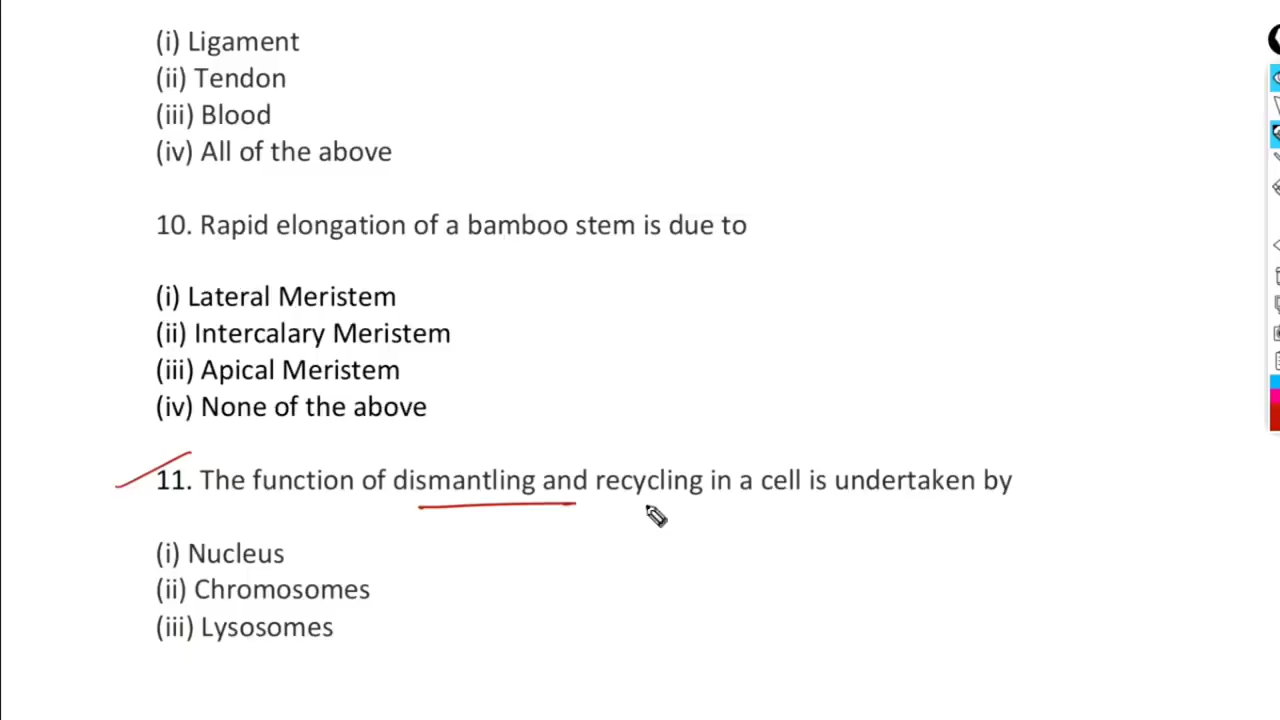 (i) Ligament
(ii) Tendon
(iii) Blood
(iv) All of the above
10. Rapid elongation of a bamboo stem is due to
(i) Lateral Meristem
(ii) Intercalary Meristem
(iii) Apical Meristem
(iv) None of the above
11. The function of dismantling and recycling in a cell is undertaken by
(i) Nucleus
(ii) Chromosomes
(iii) Lysosomes